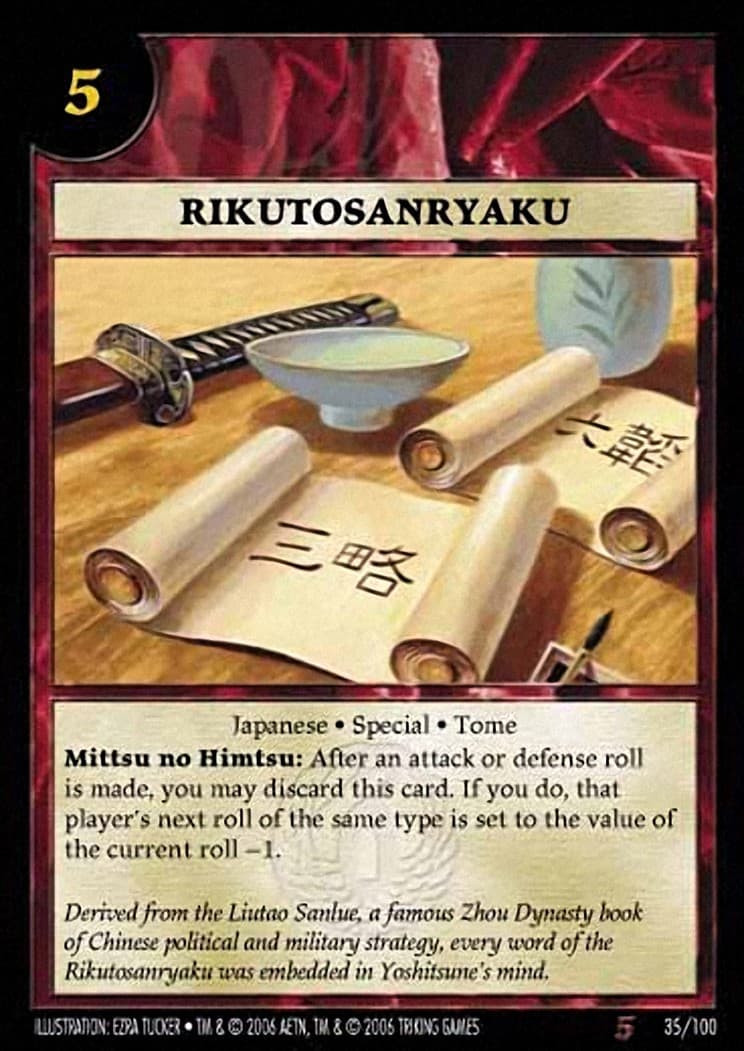 5
RIKUTOSANRYAKU
六韜
三略
Japanese • Special • Tome
Mittsu no Himtsu: After an attack or defense roll
is made, you may discard this card. If you do, that
player's next roll of the same type is set to the value of
the current roll –1.
Derived from the Liutao Sanlue, a famous Zhou Dynasty book
of Chinese political and military strategy, every word of the
Rikutosanryaku was embedded in Yoshitsune's mind.
ILLUSTRATION: EZRA TUCKER • TM & © 2006 AETN, TM & © 2006 TRIKING GAMES 5 35/100